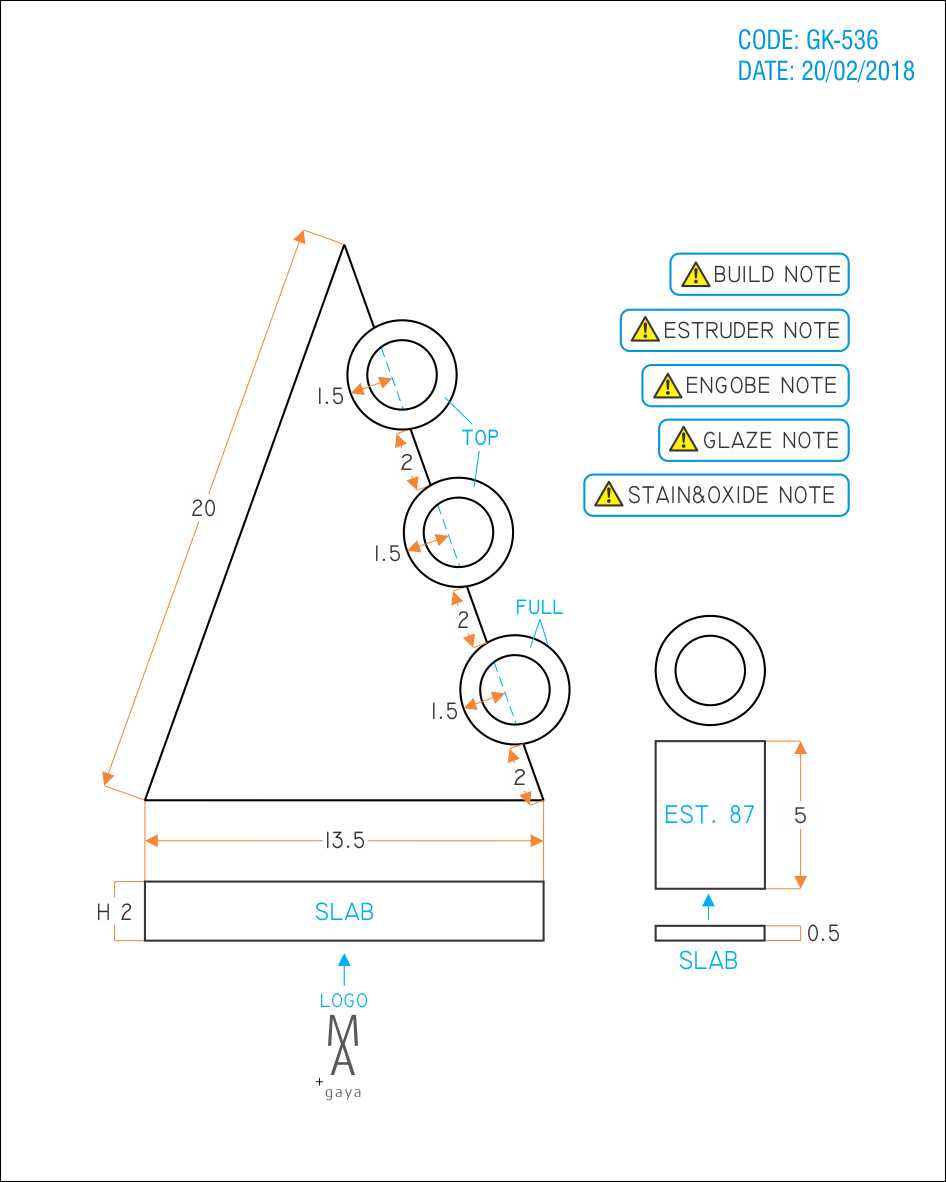 CODE: GK-536
DATE: 20/02/2018
BUILD NOTE
ESTRUDER NOTE
ENGOBE NOTE
GLAZE NOTE
STAIN&OXIDE NOTE
1.5
TOP
2
20
1.5
FULL
2
1.5
2
13.5
EST. 87
5
H 2
SLAB
0.5
SLAB
LOGO
MA
+
gaya